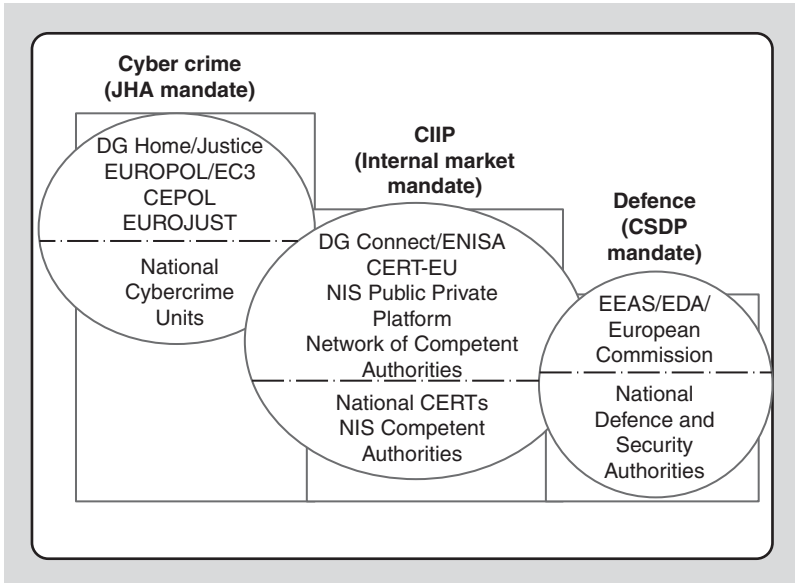 Cyber crime
(JHA mandate)
DG Home/Justice
EUROPOL/EC3
CEPOL
EUROJUST
National
Cybercrime
Units
CIIP
(Internal market
mandate)
DG Connect/ENISA
CERT-EU
NIS Public Private
Platform
Network of Competent
Authorities
National CERTs
NIS Competent
Authorities
Defence
(CSDP
mandate)
EEAS/EDA/
European
Commission
National
Defence and
Security
Authorities